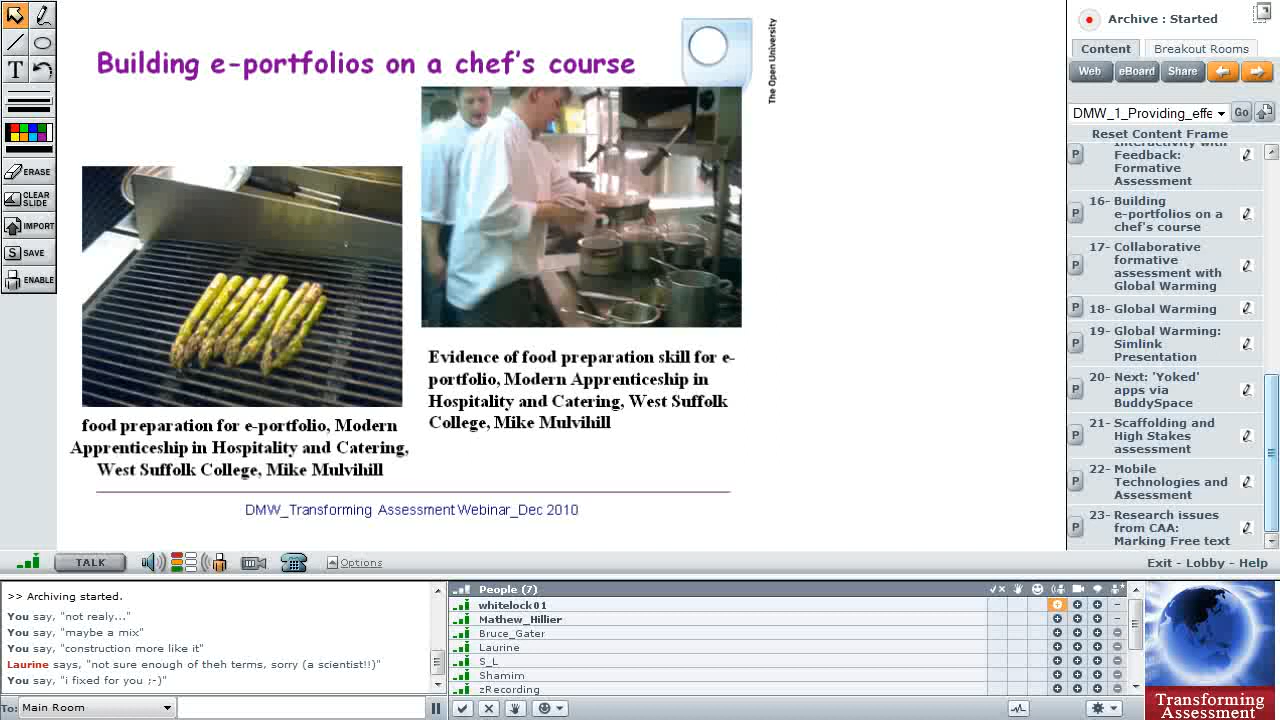 Building e-portfolios on a chef's course
The Open University
food preparation for e-portfolio, Modern
Apprenticeship in Hospitality and Catering,
West Suffolk College, Mike Mulvihill
Evidence of food preparation skill for e-
portfolio, Modern Apprenticeship in
Hospitality and Catering, West Suffolk
College, Mike Mulvihill
DMW_Transforming Assessment Webinar_Dec 2010
T
ERASE
CLEAR
SLIDE
IMPORT
SAVE
ENABLE
Archive : Started
Content
Breakout Rooms
Web
eBoard
Share
DMW_1_Providing_effe
Go
Reset Content Frame
Interactivity with
Feedback:
Formative
Assessment
16- Building
e-portfolios on a
chef's course
17- Collaborative
formative
assessment with
Global Warming
18- Global Warming
19- Global Warming:
Simlink
Presentation
20- Next: 'Yoked'
apps via
BuddySpace
21- Scaffolding and
High Stakes
assessment
22- Mobile
Technologies and
Assessment
23- Research issues
from CAA:
Marking Free text
P
P
P
P
P
P
P
P
P
TALK
Options
Exit - Lobby - Help
>> Archiving started.
You say, "not realy..."
You say, "maybe a mix"
You say, "construction more like it"
Laurine says, "not sure enough of theh terms, sorry (a scientist!!)"
You say, "i fixed for you ;-)"
To: Main Room
People (7)
whitelock01
Mathew_Hillier
Bruce_Gater
Laurine
S_L
Shamim
zRecording
Transforming
Assessment